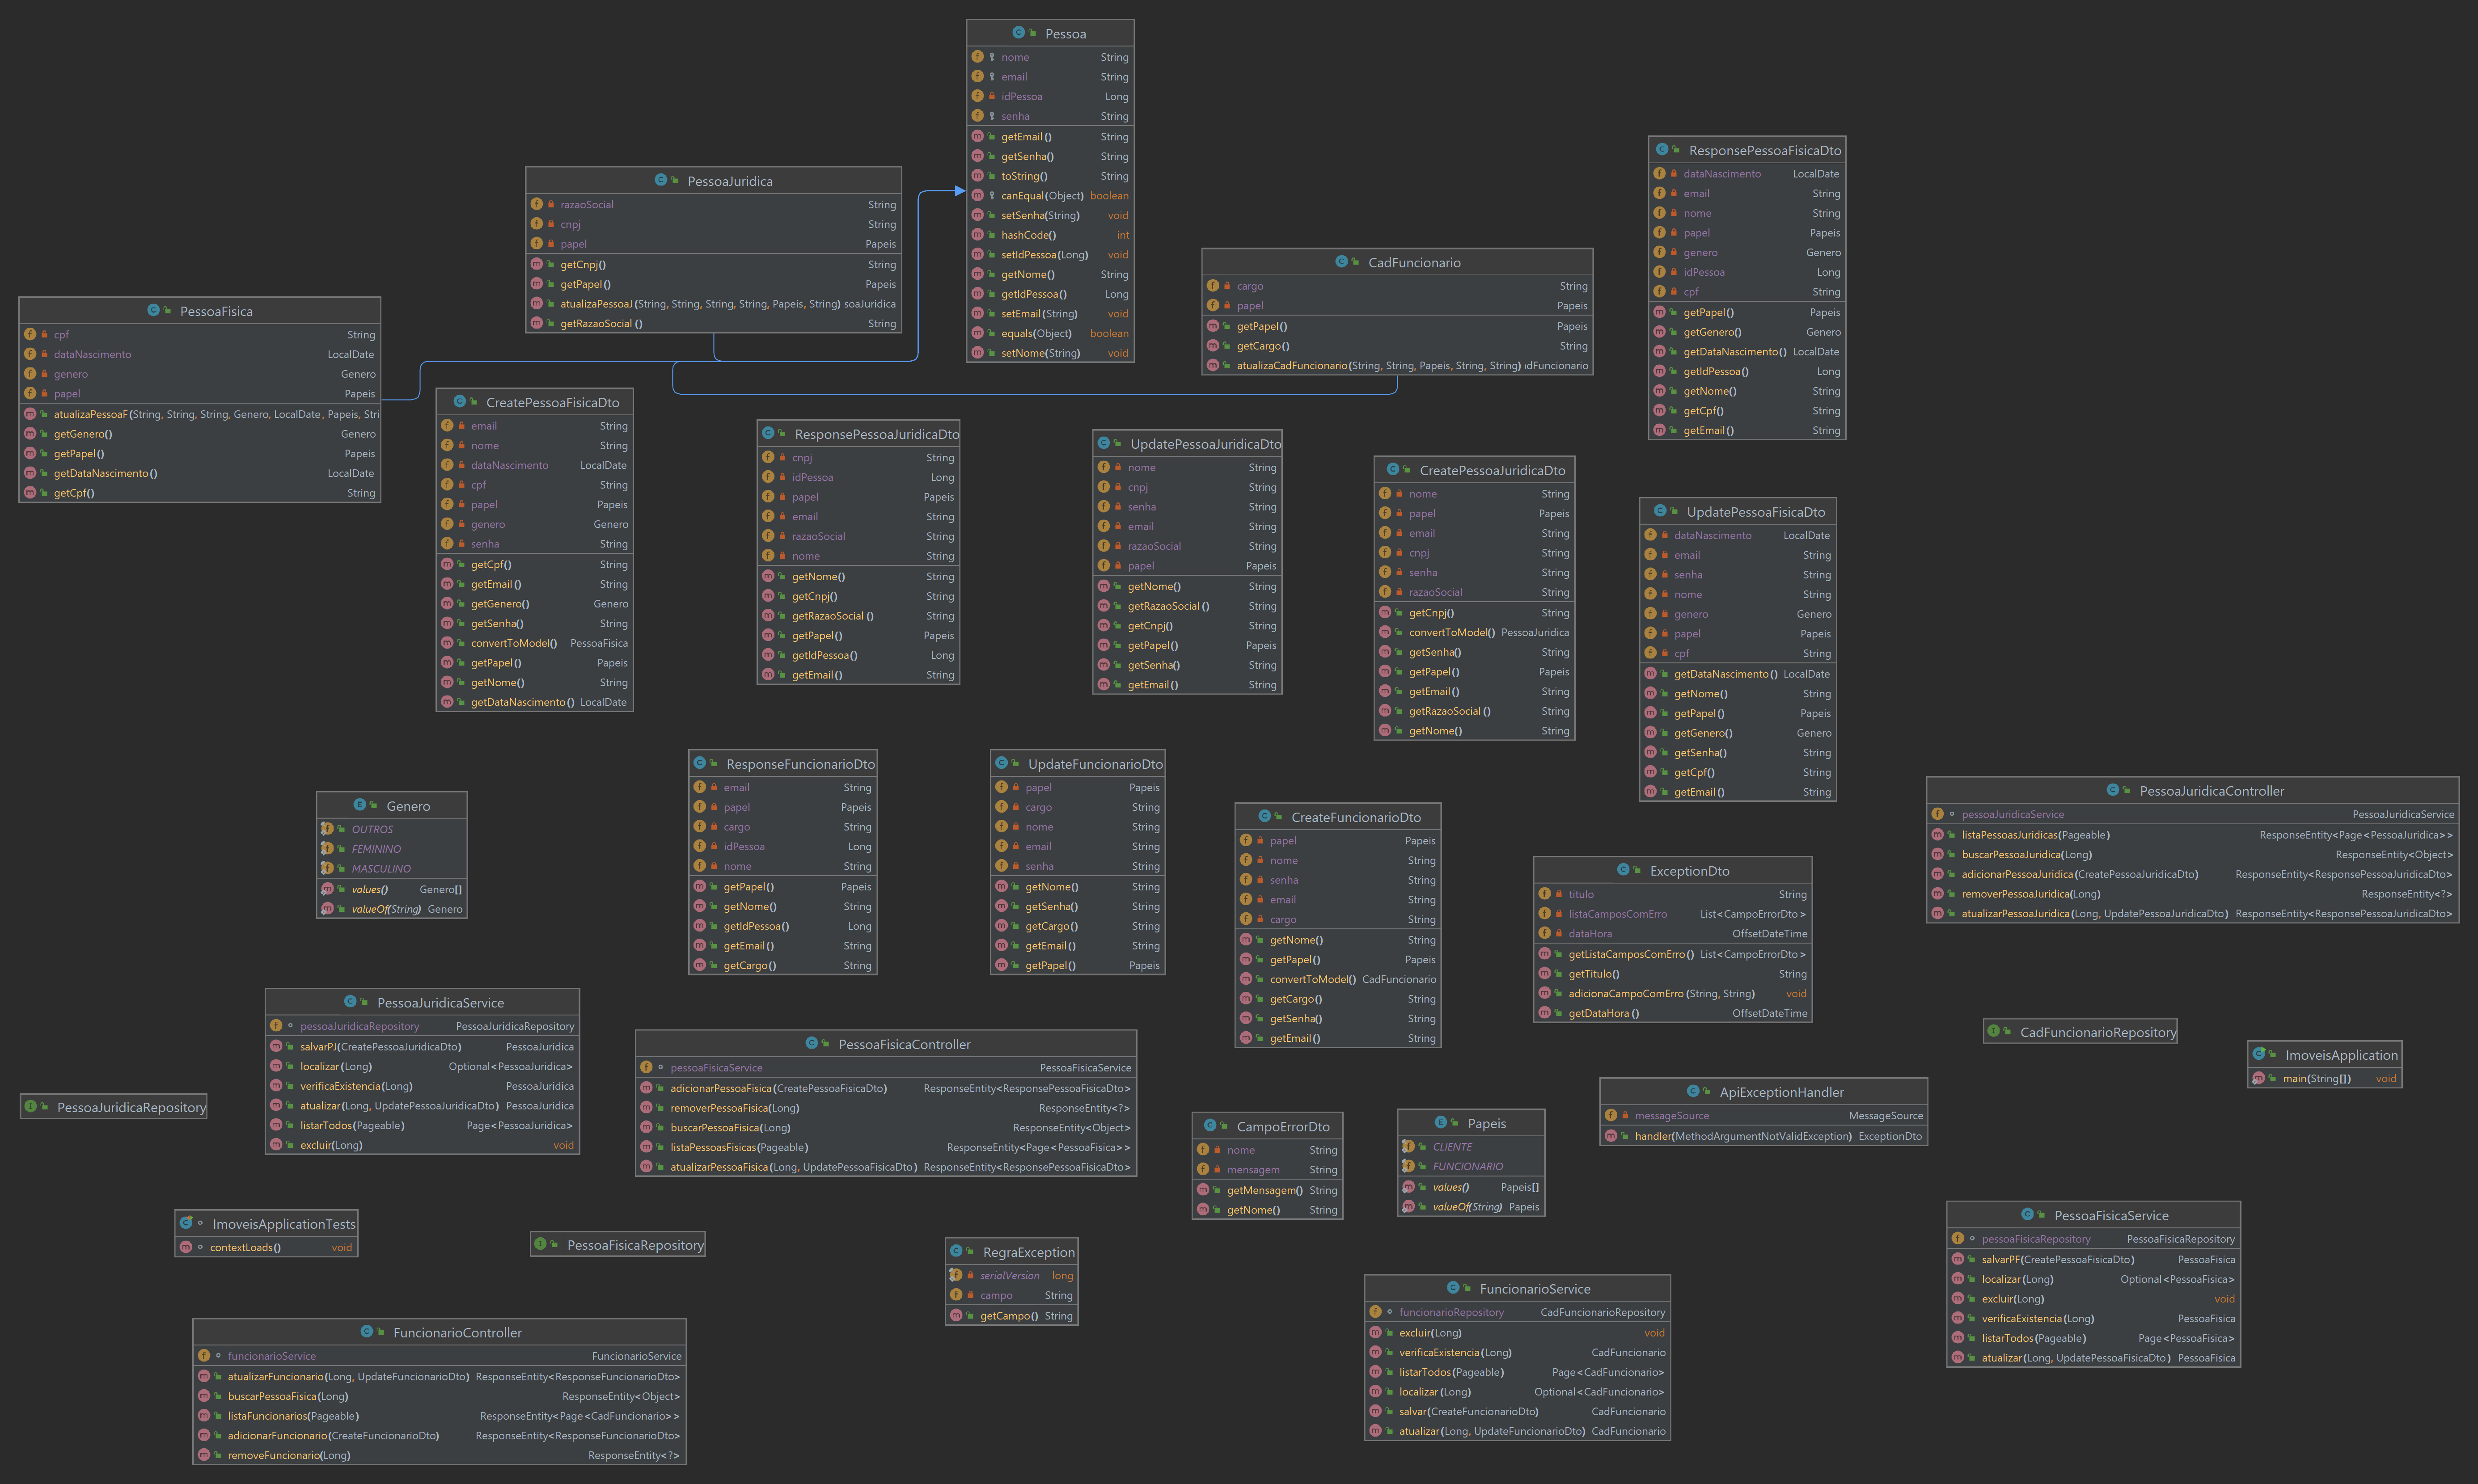 Pessoa
nome String
email String
idPessoa Long
senha String
getEmail() String
getSenha() String
toString() String
canEqual(Object) boolean
setSenha(String) void
hashCode() int
setIdPessoa(Long) void
getNome() String
getIdPessoa() Long
setEmail(String) void
equals(Object) boolean
setNome(String) void
PessoaJuridica
razaoSocial String
cnpj String
papel Papeis
getCnpj() String
getPapel() Papeis
atualizaPessoaJ(String, String, String, String, Papeis, String) soaJuridica
getRazaoSocial() String
ResponsePessoaFisicaDto
dataNascimento LocalDate
email String
nome String
papel Papeis
genero Genero
idPessoa Long
cpf String
getPapel() Papeis
getGenero() Genero
getDataNascimento() LocalDate
getIdPessoa() Long
getNome() String
getCpf() String
getEmail() String
CadFuncionario
cargo String
papel Papeis
getPapel() Papeis
getCargo() String
atualizaCadFuncionario(String, String, Papeis, String, String) idFuncionario
PessoaFisica
cpf String
dataNascimento LocalDate
genero Genero
papel Papeis
atualizaPessoaF(String, String, String, Genero, LocalDate, Papeis, Stri
getGenero() Genero
getPapel() Papeis
getDataNascimento() LocalDate
getCpf() String
CreatePessoaFisicaDto
email String
nome String
dataNascimento LocalDate
cpf String
papel Papeis
genero Genero
senha String
getCpf() String
getEmail() String
getGenero() Genero
getSenha() String
convertToModel() PessoaFisica
getPapel() Papeis
getNome() String
getDataNascimento() LocalDate
ResponsePessoaJuridicaDto
cnpj String
idPessoa Long
papel Papeis
email String
razaoSocial String
nome String
getNome() String
getCnpj() String
getRazaoSocial() String
getPapel() Papeis
getIdPessoa() Long
getEmail() String
UpdatePessoaJuridicaDto
nome String
cnpj String
senha String
email String
razaoSocial String
papel Papeis
getNome() String
getRazaoSocial() String
getCnpj() String
getPapel() Papeis
getSenha() String
getEmail() String
CreatePessoaJuridicaDto
nome String
papel Papeis
email String
cnpj String
senha String
razaoSocial String
getCnpj() String
convertToModel() PessoaJuridica
getSenha() String
getPapel() Papeis
getEmail() String
getRazaoSocial() String
getNome() String
UpdatePessoaFisicaDto
dataNascimento LocalDate
email String
senha String
nome String
genero Genero
papel Papeis
cpf String
getDataNascimento() LocalDate
getNome() String
getPapel() Papeis
getGenero() Genero
getSenha() String
getCpf() String
getEmail() String
ResponseFuncionarioDto
email String
papel Papeis
cargo String
idPessoa Long
nome String
getPapel() Papeis
getNome() String
getIdPessoa() Long
getEmail() String
getCargo() String
UpdateFuncionarioDto
papel Papeis
cargo String
nome String
email String
senha String
getNome() String
getSenha() String
getCargo() String
getEmail() String
getPapel() Papeis
PessoaJuridicaController
pessoaJuridicaService PessoaJuridicaService
listaPessoasJuridicas(Pageable) ResponseEntity<Page<PessoaJuridica>>
buscarPessoaJuridica(Long) ResponseEntity<Object>
adicionarPessoaJuridica(CreatePessoaJuridicaDto) ResponseEntity<ResponsePessoaJuridicaDto>
removerPessoaJuridica(Long) ResponseEntity<?>
atualizarPessoaJuridica(Long, UpdatePessoaJuridicaDto) ResponseEntity<ResponsePessoaJuridicaDto>
Genero
OUTROS
FEMININO
MASCULINO
values() Genero[]
valueOf(String) Genero
CreateFuncionarioDto
papel Papeis
nome String
senha String
email String
cargo String
getNome() String
getPapel() Papeis
convertToModel() CadFuncionario
getCargo() String
getSenha() String
getEmail() String
ExceptionDto
titulo String
listaCamposComErro List<CampoErrorDto>
dataHora OffsetDateTime
getListaCamposComErro() List<CampoErrorDto>
getTitulo() String
adicionaCampoComErro(String, String) void
getDataHora() OffsetDateTime
PessoaJuridicaService
pessoaJuridicaRepository PessoaJuridicaRepository
salvarPJ(CreatePessoaJuridicaDto) PessoaJuridica
localizar(Long) Optional<PessoaJuridica>
verificaExistencia(Long) PessoaJuridica
atualizar(Long, UpdatePessoaJuridicaDto) PessoaJuridica
listarTodos(Pageable) Page<PessoaJuridica>
excluir(Long) void
PessoaFisicaController
pessoaFisicaService PessoaFisicaService
adicionarPessoaFisica(CreatePessoaFisicaDto) ResponseEntity<ResponsePessoaFisicaDto>
removerPessoaFisica(Long) ResponseEntity<?>
buscarPessoaFisica(Long) ResponseEntity<Object>
listaPessoasFisicas(Pageable) ResponseEntity<Page<PessoaFisica>>
atualizarPessoaFisica(Long, UpdatePessoaFisicaDto) ResponseEntity<ResponsePessoaFisicaDto>
CadFuncionarioRepository
ImoveisApplication
main(String[]) void
PessoaJuridicaRepository
ApiExceptionHandler
messageSource MessageSource
handler(MethodArgumentNotValidException) ExceptionDto
CampoErrorDto
nome String
mensagem String
getMensagem() String
getNome() String
Papeis
CLIENTE
FUNCIONARIO
values() Papeis[]
valueOf(String) Papeis
ImoveisApplicationTests
contextLoads() void
PessoaFisicaRepository
RegraException
serialVersion long
campo String
getCampo() String
PessoaFisicaService
pessoaFisicaRepository PessoaFisicaRepository
salvarPF(CreatePessoaFisicaDto) PessoaFisica
localizar(Long) Optional<PessoaFisica>
excluir(Long) void
verificaExistencia(Long) PessoaFisica
listarTodos(Pageable) Page<PessoaFisica>
atualizar(Long, UpdatePessoaFisicaDto) PessoaFisica
FuncionarioService
funcionarioRepository CadFuncionarioRepository
excluir(Long) void
verificaExistencia(Long) CadFuncionario
listarTodos(Pageable) Page<CadFuncionario>
localizar(Long) Optional<CadFuncionario>
salvar(CreateFuncionarioDto) CadFuncionario
atualizar(Long, UpdateFuncionarioDto) CadFuncionario
FuncionarioController
funcionarioService FuncionarioService
atualizarFuncionario(Long, UpdateFuncionarioDto) ResponseEntity<ResponseFuncionarioDto>
buscarPessoaFisica(Long) ResponseEntity<Object>
listaFuncionarios(Pageable) ResponseEntity<Page<CadFuncionario>>
adicionarFuncionario(CreateFuncionarioDto) ResponseEntity<ResponseFuncionarioDto>
removeFuncionario(Long) ResponseEntity<?>